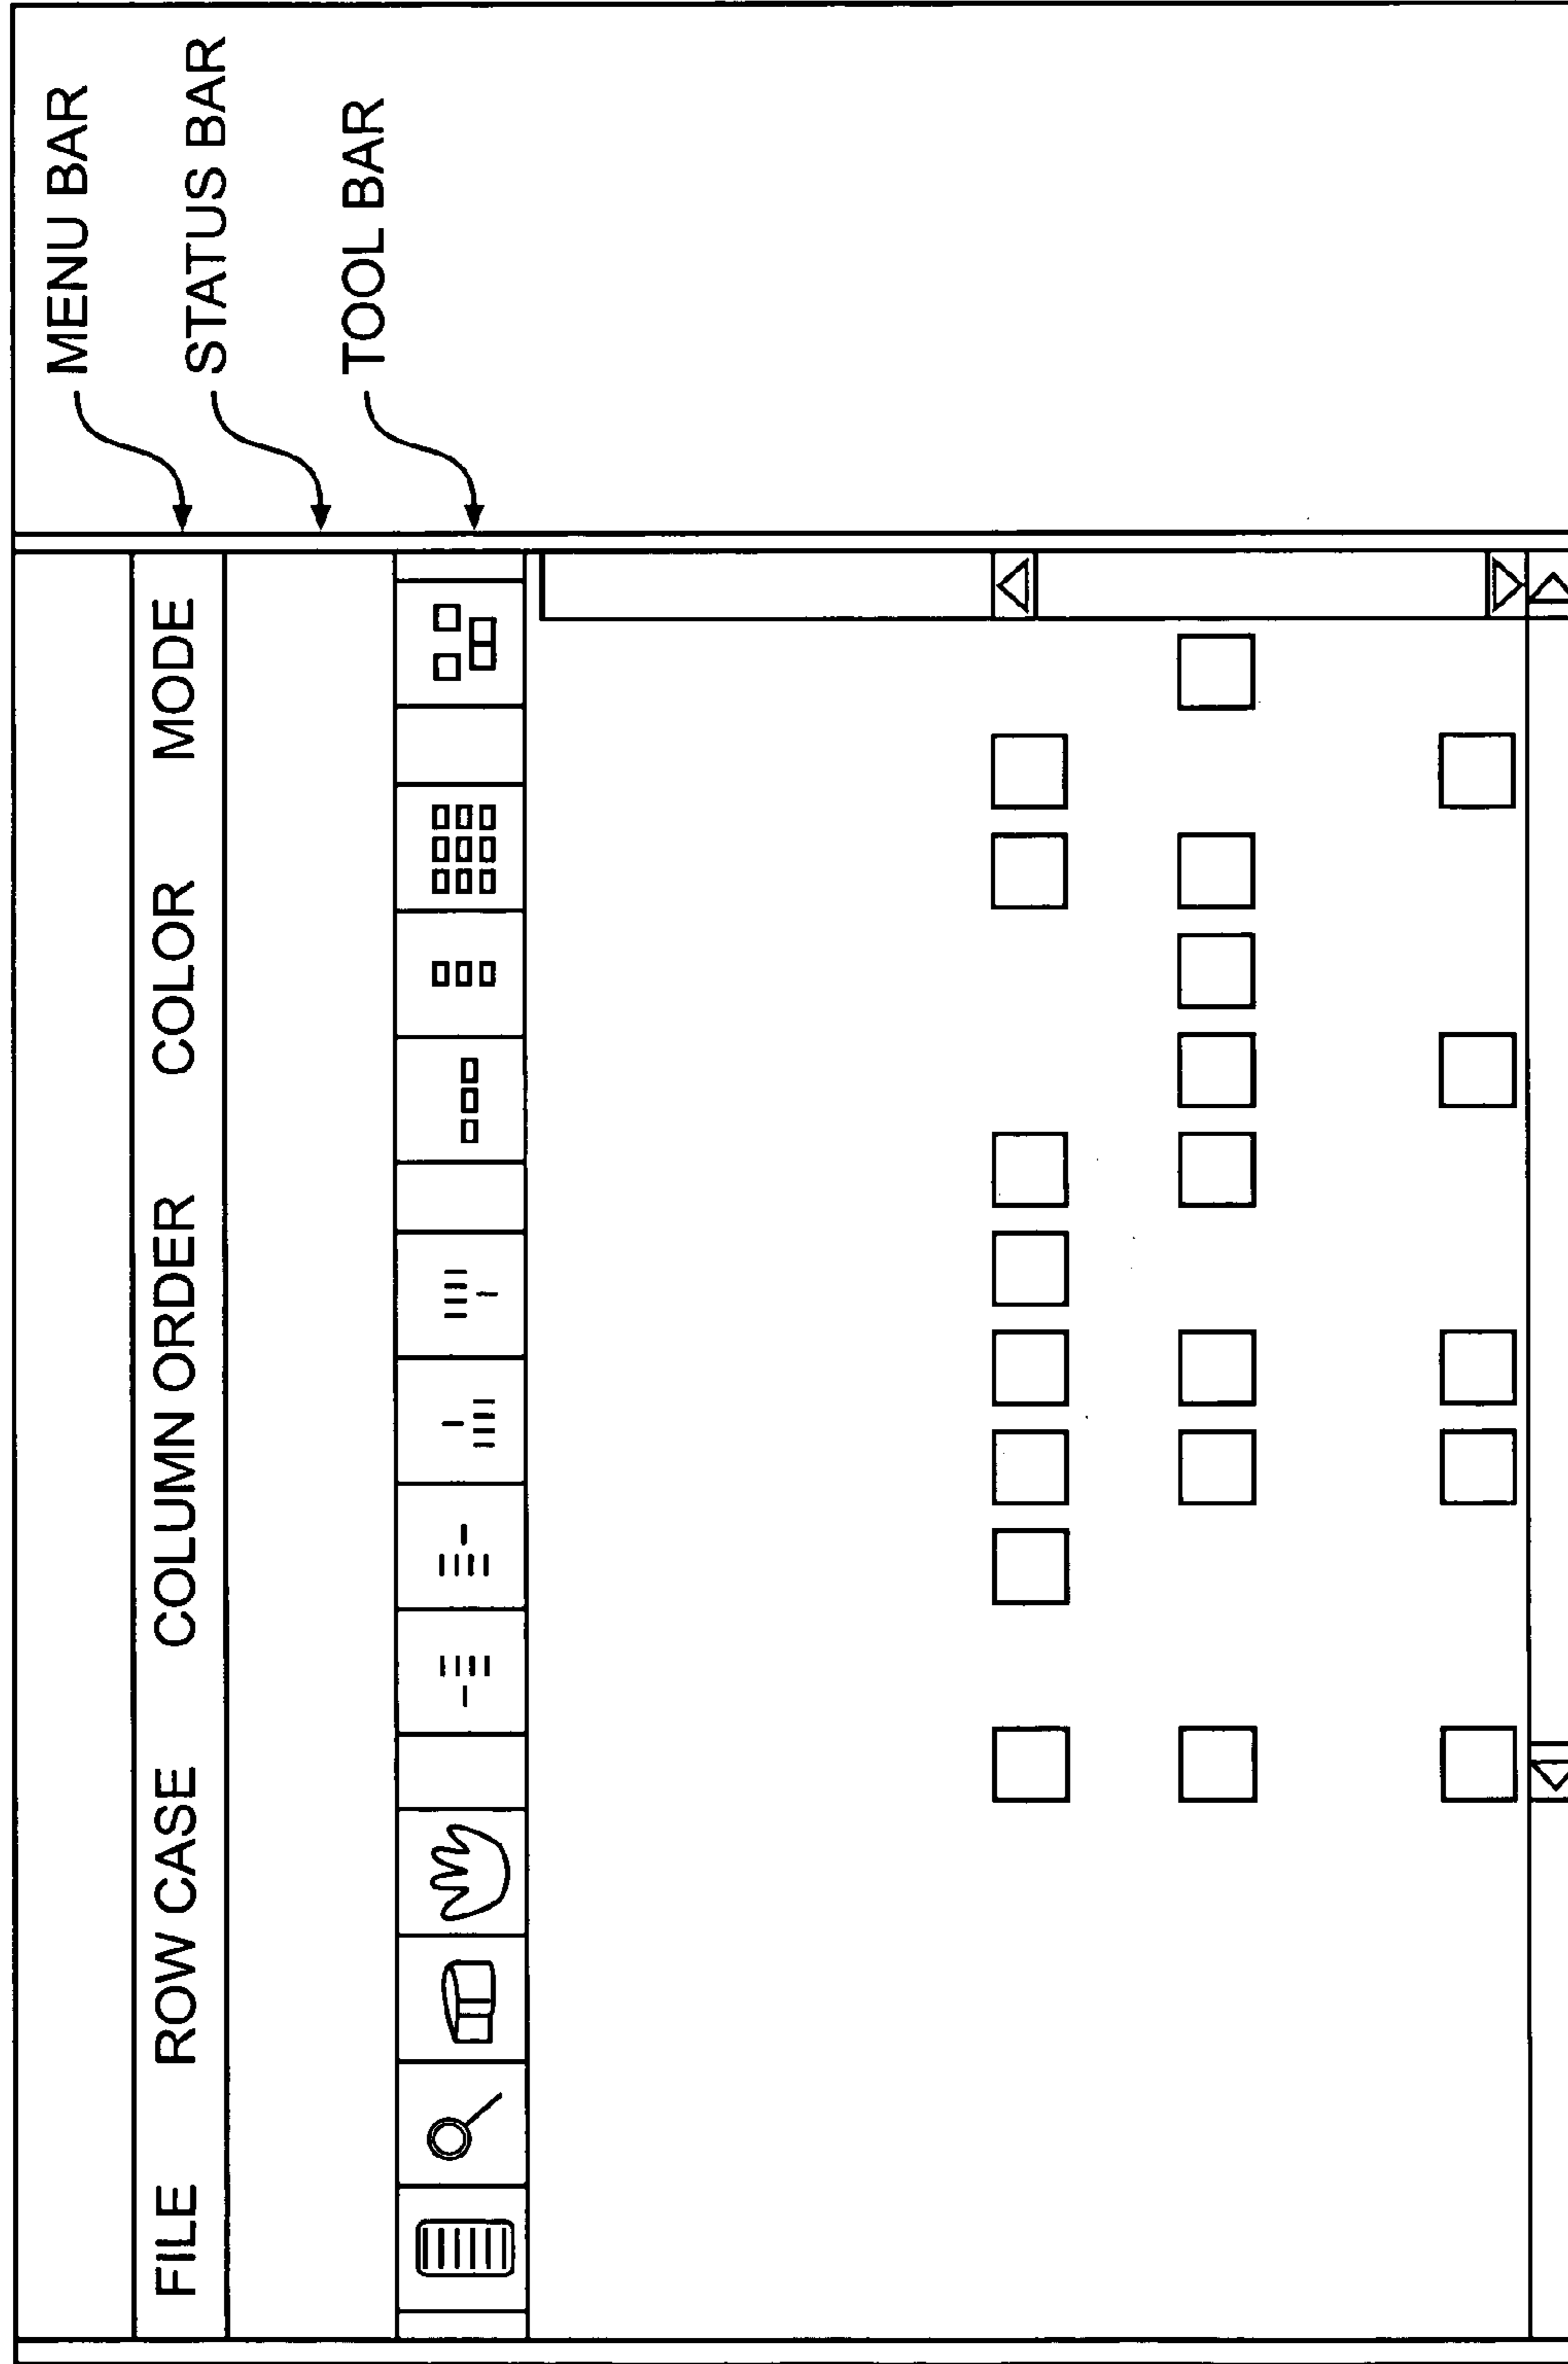 MENU BAR
STATUS BAR
TOOL BAR
FILE ROW CASE COLUMN ORDER COLOR MODE